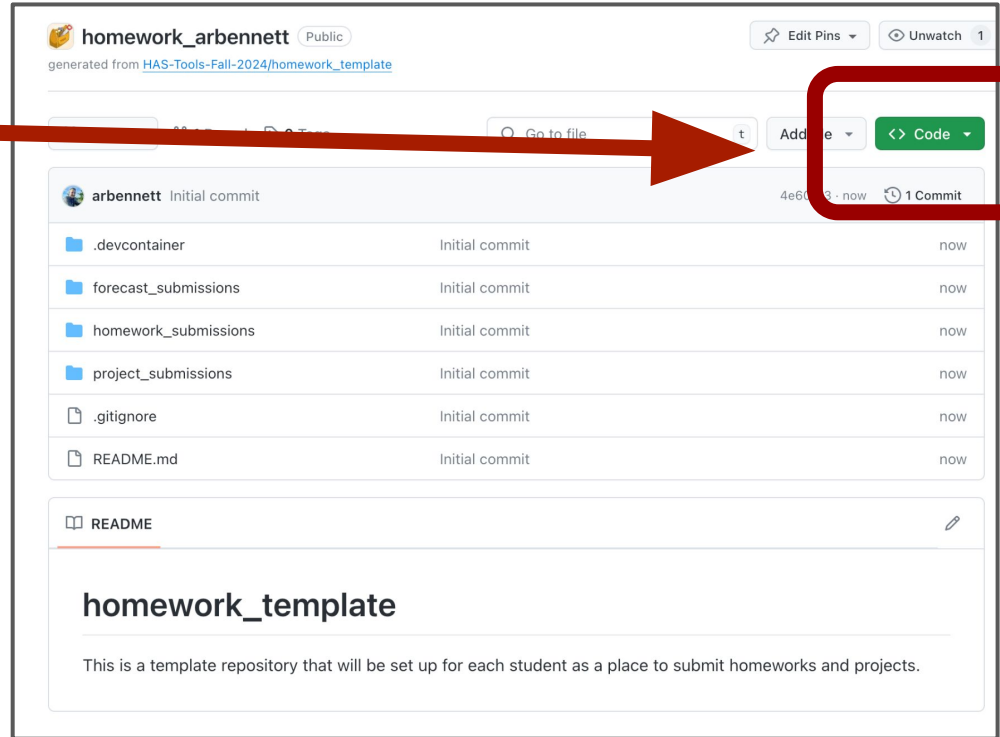 homework_arbennett Public
Edit Pins
Unwatch 1
generated from HAS-Tools-Fall-2024/homework_template
Go to file
t
Code
arbennett Initial commit
now
1 Commit
.devcontainer Initial commit now
forecast_submissions Initial commit now
homework_submissions Initial commit now
project_submissions Initial commit now
.gitignore Initial commit now
README.md Initial commit now
README
homework_template
This is a template repository that will be set up for each student as a place to submit homeworks and projects.